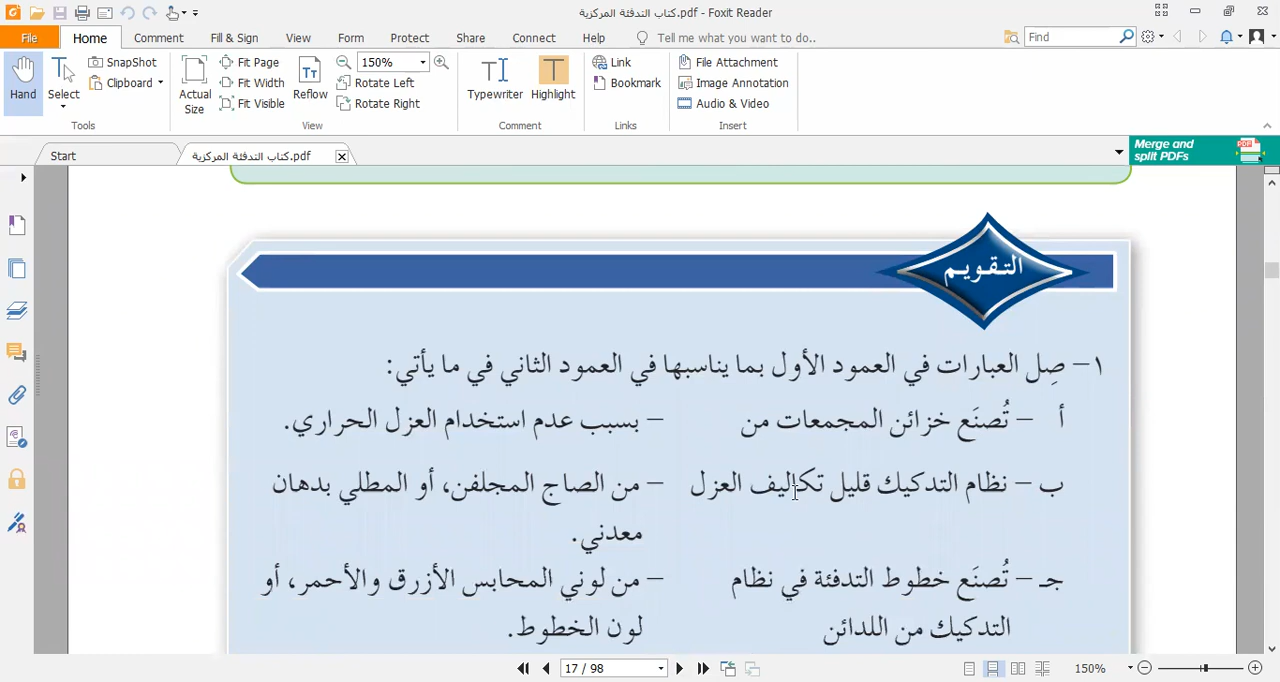 كتاب التدفئة المركزية.pdf - Foxit Reader
File Home Comment Fill & Sign View Form Protect Share Connect Help Tell me what you want to do.. Find
Hand
Select
SnapShot
Clipboard
Tools
Actual Size
Fit Page
Fit Width
Fit Visible
Reflow
150%
Rotate Left
Rotate Right
View
Typewriter
Highlight
Comment
Link
Bookmark
Links
File Attachment
Image Annotation
Audio & Video
Insert
Start
كتاب التدفئة المركزية.pdf
Merge and
split PDFs
PDF
التقويم
١ – صِل العبارات في العمود الأول بما يناسبها في العمود الثاني في ما يأتي:
أ – تُصنَع خزائن المجمعات من – بسبب عدم استخدام العزل الحراري.
ب – نظام التدكيك قليل تكاليف العزل – من الصاج المجلفن، أو المطلي بدهان
معدني.
جـ – تُصنَع خطوط التدفئة في نظام – من لوني المحابس الأزرق والأحمر، أو
التدكيك من اللدائن لون الخطوط.
17 / 98
150%